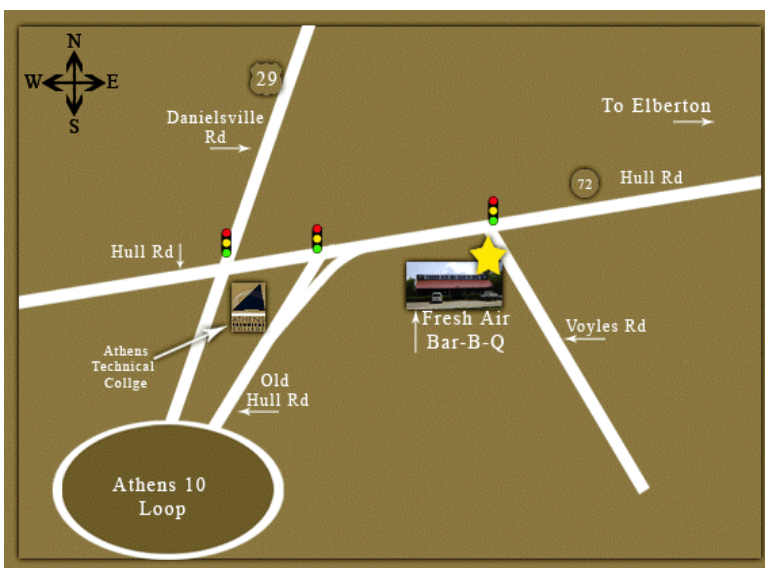 N
W E
S
29
Danielsville
Rd
To Elberton
72
Hull Rd
Hull Rd
Fresh Air
Bar-B-Q
Voyles Rd
ATHENS
Athens
Technical
Collge
Old
Hull Rd
Athens 10
Loop